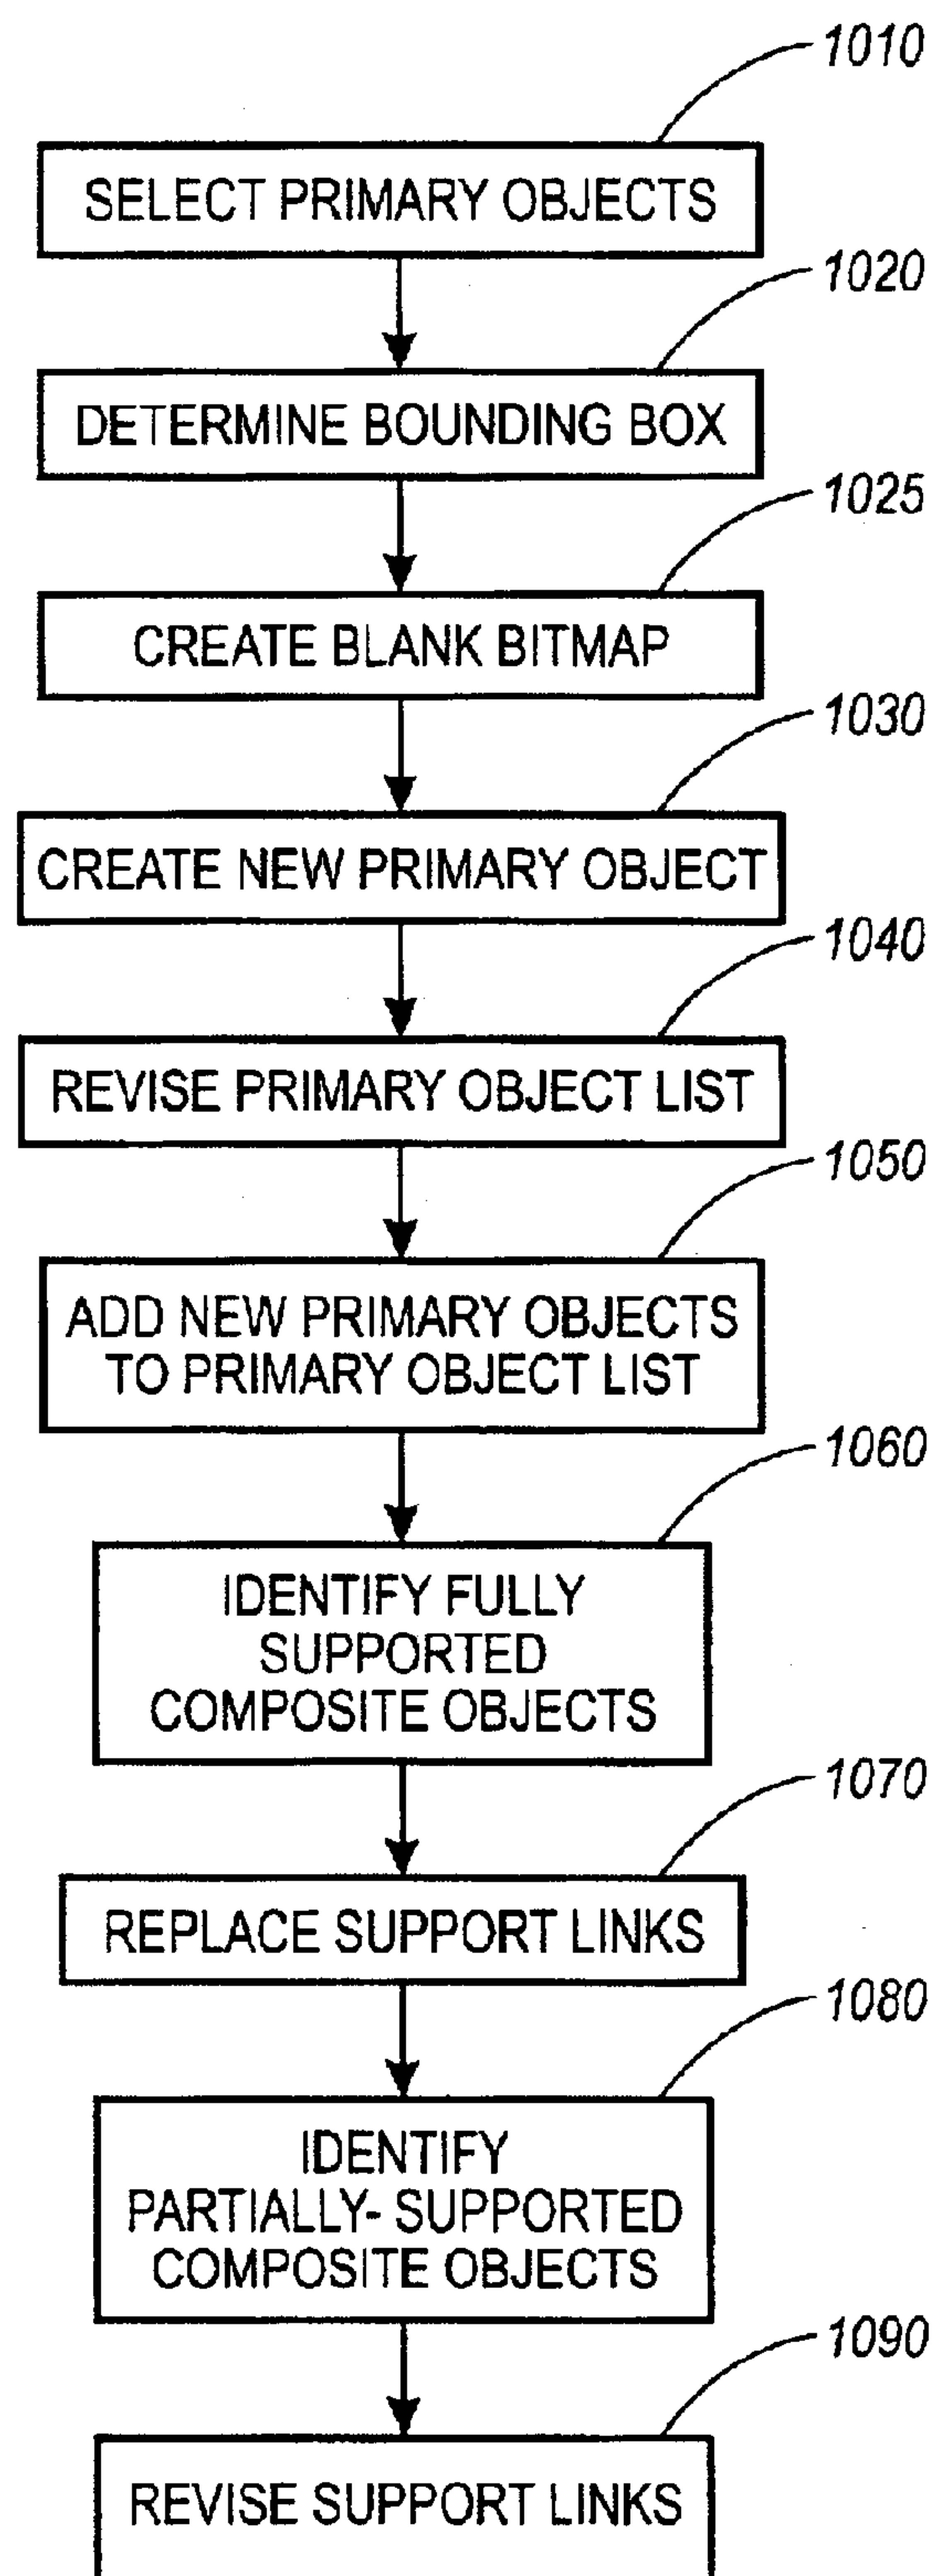 1010
SELECT PRIMARY OBJECTS
1020
DETERMINE BOUNDING BOX
1025
CREATE BLANK BITMAP
1030
CREATE NEW PRIMARY OBJECT
1040
REVISE PRIMARY OBJECT LIST
1050
ADD NEW PRIMARY OBJECTS
TO PRIMARY OBJECT LIST
1060
IDENTIFY FULLY
SUPPORTED
COMPOSITE OBJECTS
1070
REPLACE SUPPORT LINKS
1080
IDENTIFY
PARTIALLY- SUPPORTED
COMPOSITE OBJECTS
1090
REVISE SUPPORT LINKS